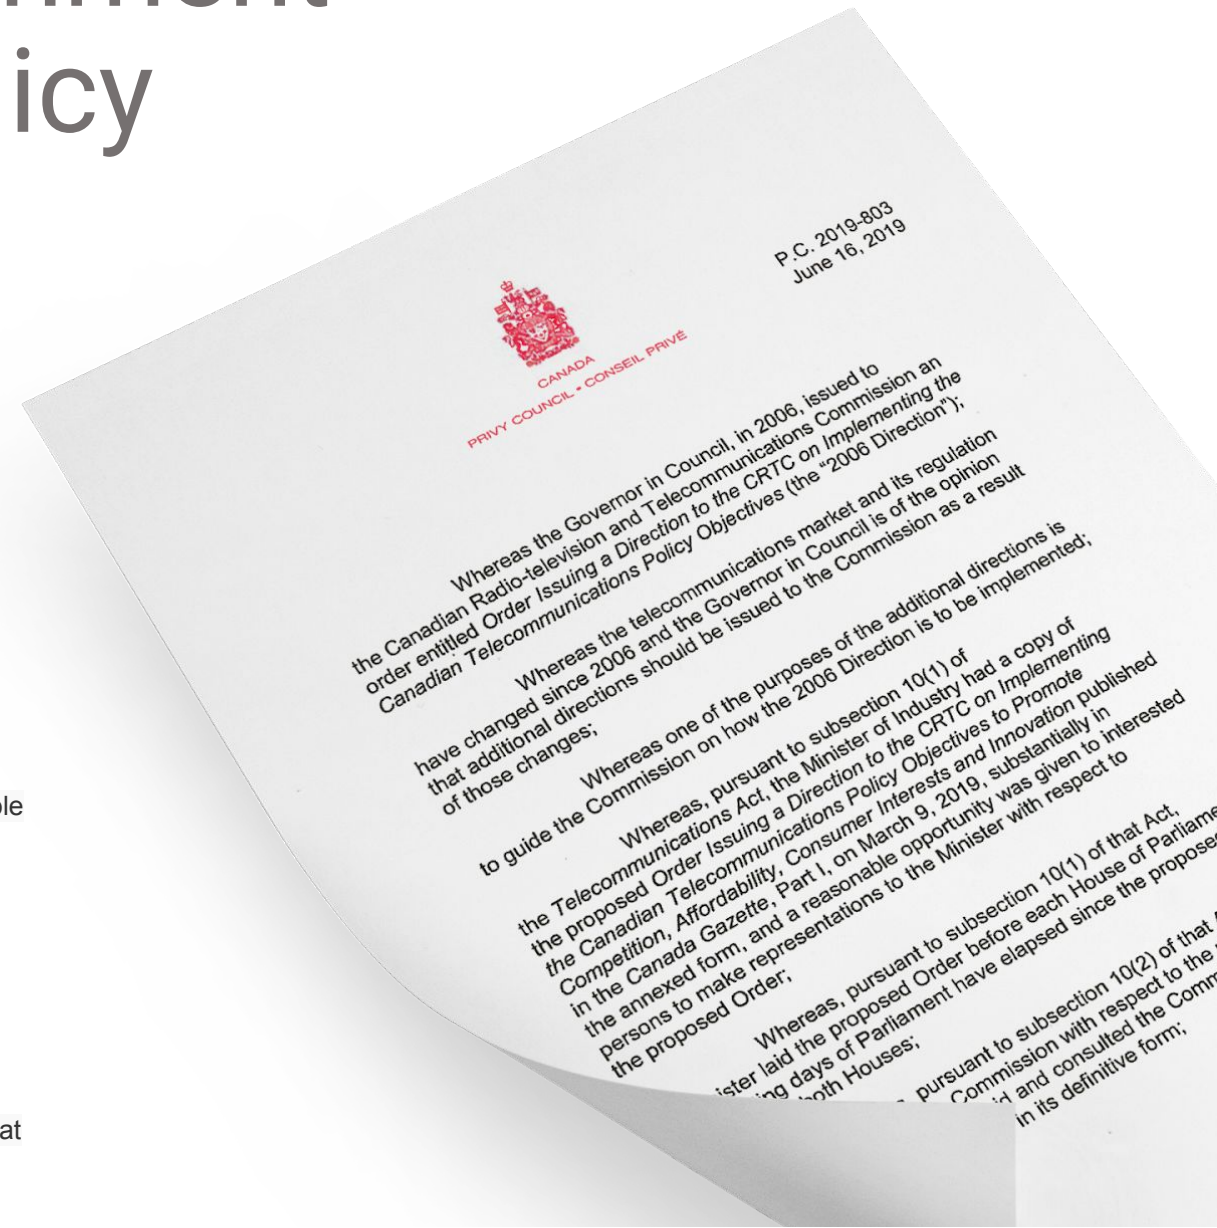 nment
icy
P.C. 2019-803
June 16, 2019
CANADA
PRIVY COUNCIL • CONSEIL PRIVÉ
Whereas the Governor in Council, in 2006, issued to
the Canadian Radio-television and Telecommunications Commission an
order entitled Order Issuing a Direction to the CRTC on Implementing the
Canadian Telecommunications Policy Objectives (the “2006 Direction”);
Whereas the telecommunications market and its regulation
have changed since 2006 and the Governor in Council is of the opinion
that additional directions should be issued to the Commission as a result
of those changes;
Whereas one of the purposes of the additional directions is
to guide the Commission on how the 2006 Direction is to be implemented;
Whereas, pursuant to subsection 10(1) of
the Telecommunications Act, the Minister of Industry had a copy of
the proposed Order Issuing a Direction to the CRTC on Implementing
the Canadian Telecommunications Policy Objectives to Promote
Competition, Affordability, Consumer Interests and Innovation published
in the Canada Gazette, Part I, on March 9, 2019, substantially in
the annexed form, and a reasonable opportunity was given to interested
persons to make representations to the Minister with respect to
the proposed Order;
Whereas, pursuant to subsection 10(1) of that Act,
ister laid the proposed Order before each House of Parliame
ing days of Parliament have elapsed since the propose
both Houses;
pursuant to subsection 10(2) of that A
Commission with respect to the
d and consulted the Comm
in its definitive form;
ple
at